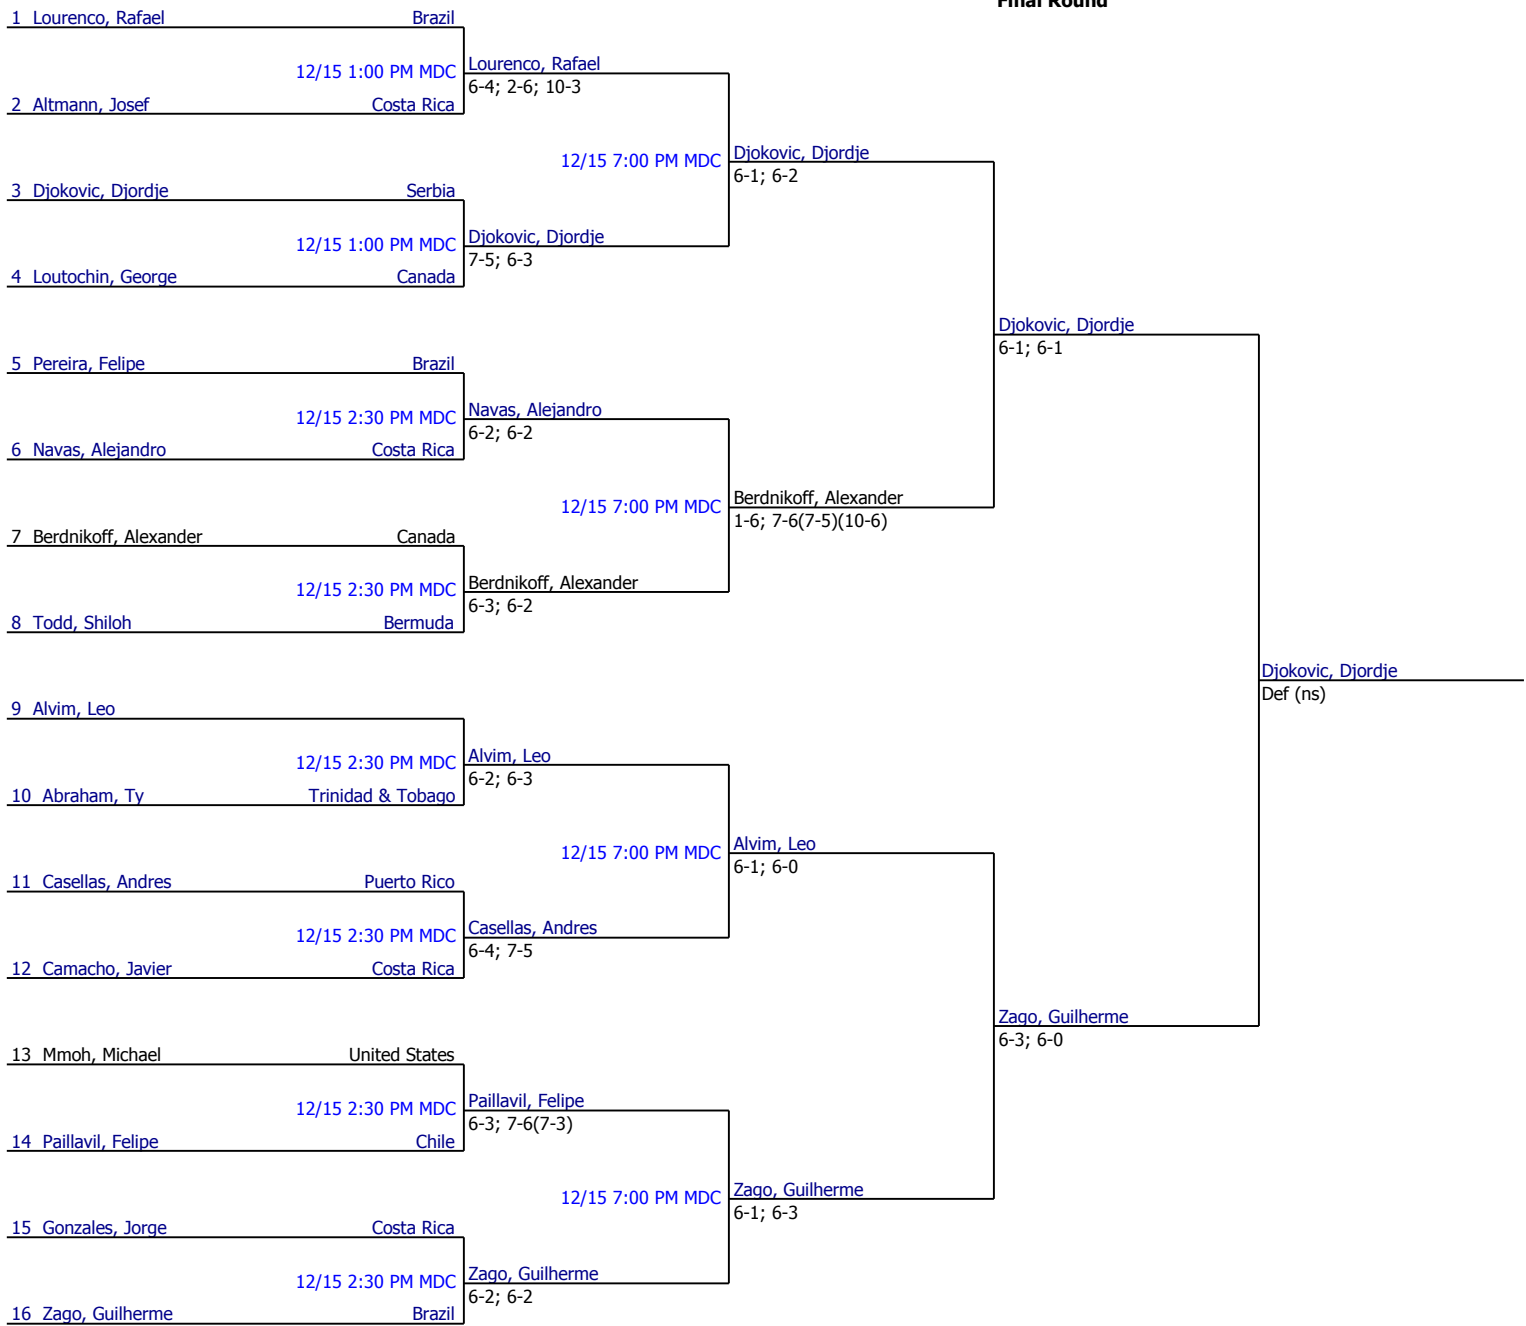 Final Round
1 Lourenco, Rafael Brazil
12/15 1:00 PM MDC
2 Altmann, Josef Costa Rica
3 Djokovic, Djordje Serbia
12/15 1:00 PM MDC
4 Loutochin, George Canada
5 Pereira, Felipe Brazil
12/15 2:30 PM MDC
6 Navas, Alejandro Costa Rica
7 Berdnikoff, Alexander Canada
12/15 2:30 PM MDC
8 Todd, Shiloh Bermuda
9 Alvim, Leo
12/15 2:30 PM MDC
10 Abraham, Ty Trinidad & Tobago
11 Casellas, Andres Puerto Rico
12/15 2:30 PM MDC
12 Camacho, Javier Costa Rica
13 Mmoh, Michael United States
12/15 2:30 PM MDC
14 Paillavil, Felipe Chile
15 Gonzales, Jorge Costa Rica
12/15 2:30 PM MDC
16 Zago, Guilherme Brazil
Lourenco, Rafael
6-4; 2-6; 10-3
12/15 7:00 PM MDC
Djokovic, Djordje
7-5; 6-3
Navas, Alejandro
6-2; 6-2
12/15 7:00 PM MDC
Berdnikoff, Alexander
6-3; 6-2
Alvim, Leo
6-2; 6-3
12/15 7:00 PM MDC
Casellas, Andres
6-4; 7-5
Paillavil, Felipe
6-3; 7-6(7-3)
12/15 7:00 PM MDC
Zago, Guilherme
6-2; 6-2
Djokovic, Djordje
6-1; 6-2
Berdnikoff, Alexander
1-6; 7-6(7-5)(10-6)
Alvim, Leo
6-1; 6-0
Zago, Guilherme
6-1; 6-3
Djokovic, Djordje
6-1; 6-1
Zago, Guilherme
6-3; 6-0
Djokovic, Djordje
Def (ns)